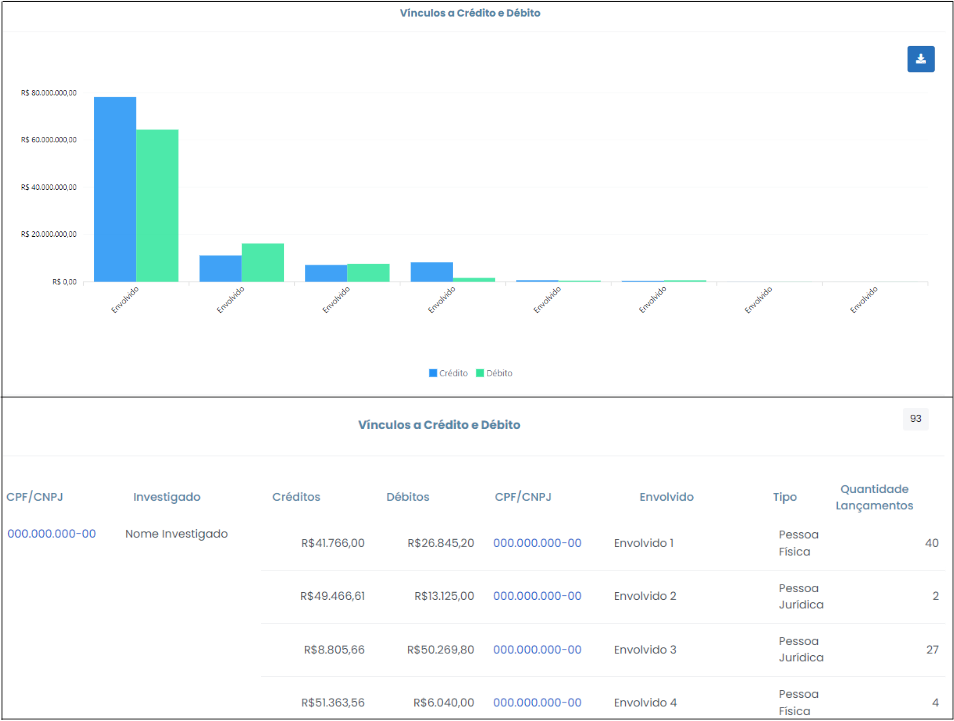 Vínculos a Crédito e Débito
R$ 80.000.000,00
R$ 60.000.000,00
R$ 40.000.000,00
R$ 20.000.000,00
R$ 0,00
Envolvido Envolvido Envolvido Envolvido Envolvido Envolvido Envolvido Envolvido
Crédito Débito
Vínculos a Crédito e Débito 93
CPF/CNPJ Investigado Créditos Débitos CPF/CNPJ Envolvido Tipo Quantidade
Lançamentos
000.000.000-00 Nome Investigado
R$41.766,00 R$26.845,20 000.000.000-00 Envolvido 1 Pessoa
Física 40
R$49.466,61 R$13.125,00 000.000.000-00 Envolvido 2 Pessoa
Juridica 2
R$8.805,66 R$50.269,80 000.000.000-00 Envolvido 3 Pessoa
Juridica 27
R$51.363,56 R$6.040,00 000.000.000-00 Envolvido 4 Pessoa
Física 4